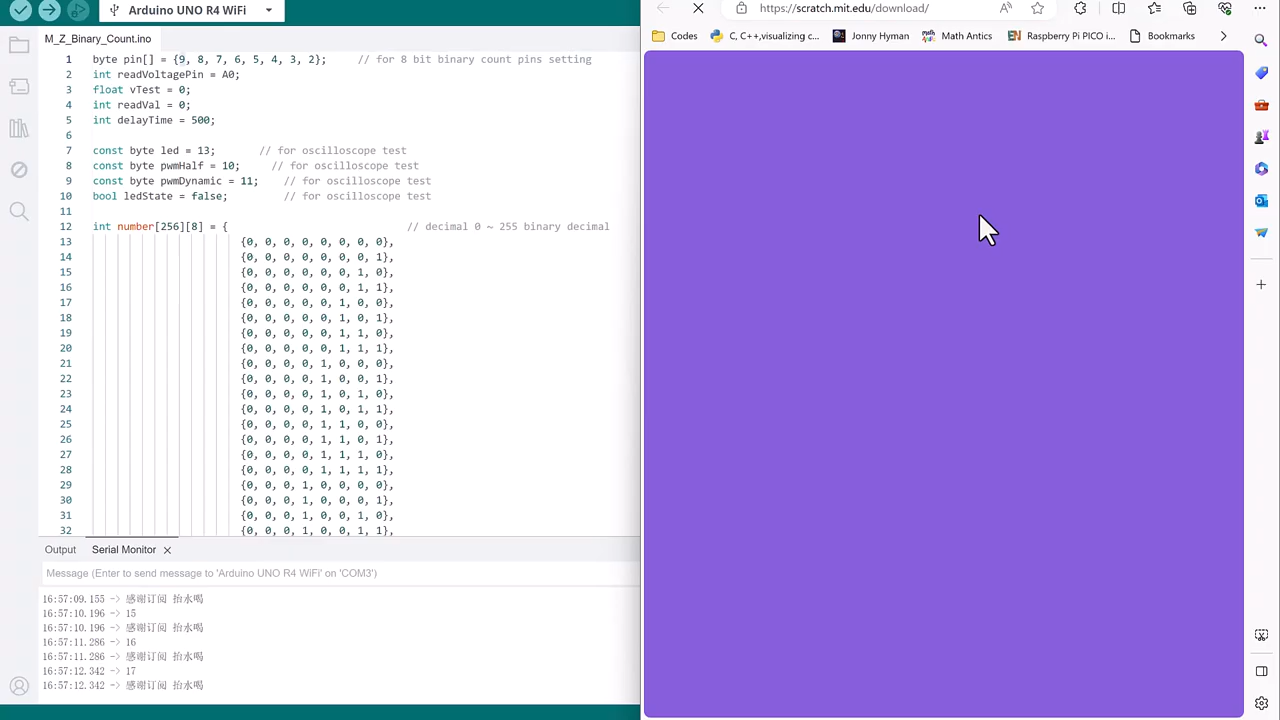 Arduino UNO R4 WiFi
M_Z_Binary_Count.ino
1 byte pin[] = {9, 8, 7, 6, 5, 4, 3, 2}; // for 8 bit binary count pins setting
2 int readVoltagePin = A0;
3 float vTest = 0;
4 int readVal = 0;
5 int delayTime = 500;
6
7 const byte led = 13; // for oscilloscope test
8 const byte pwmHalf = 10; // for oscilloscope test
9 const byte pwmDynamic = 11; // for oscilloscope test
10 bool ledState = false; // for oscilloscope test
11
12 int number[256][8] = { // decimal 0 ~ 255 binary decimal
13 {0, 0, 0, 0, 0, 0, 0, 0},
14 {0, 0, 0, 0, 0, 0, 0, 1},
15 {0, 0, 0, 0, 0, 0, 1, 0},
16 {0, 0, 0, 0, 0, 0, 1, 1},
17 {0, 0, 0, 0, 0, 1, 0, 0},
18 {0, 0, 0, 0, 0, 1, 0, 1},
19 {0, 0, 0, 0, 0, 1, 1, 0},
20 {0, 0, 0, 0, 0, 1, 1, 1},
21 {0, 0, 0, 0, 1, 0, 0, 0},
22 {0, 0, 0, 0, 1, 0, 0, 1},
23 {0, 0, 0, 0, 1, 0, 1, 0},
24 {0, 0, 0, 0, 1, 0, 1, 1},
25 {0, 0, 0, 0, 1, 1, 0, 0},
26 {0, 0, 0, 0, 1, 1, 0, 1},
27 {0, 0, 0, 0, 1, 1, 1, 0},
28 {0, 0, 0, 0, 1, 1, 1, 1},
29 {0, 0, 0, 1, 0, 0, 0, 0},
30 {0, 0, 0, 1, 0, 0, 0, 1},
31 {0, 0, 0, 1, 0, 0, 1, 0},
32 {0, 0, 0, 1, 0, 0, 1, 1},
Output Serial Monitor
Message (Enter to send message to 'Arduino UNO R4 WiFi' on 'COM3')
16:57:09.155 -> 感谢订阅 抬水喝
16:57:10.196 -> 15
16:57:10.196 -> 感谢订阅 抬水喝
16:57:11.286 -> 16
16:57:11.286 -> 感谢订阅 抬水喝
16:57:12.342 -> 17
16:57:12.342 -> 感谢订阅 抬水喝
https://scratch.mit.edu/download/
Codes C, C++,visualizing c... Jonny Hyman Math Antics Raspberry Pi PICO i... Bookmarks